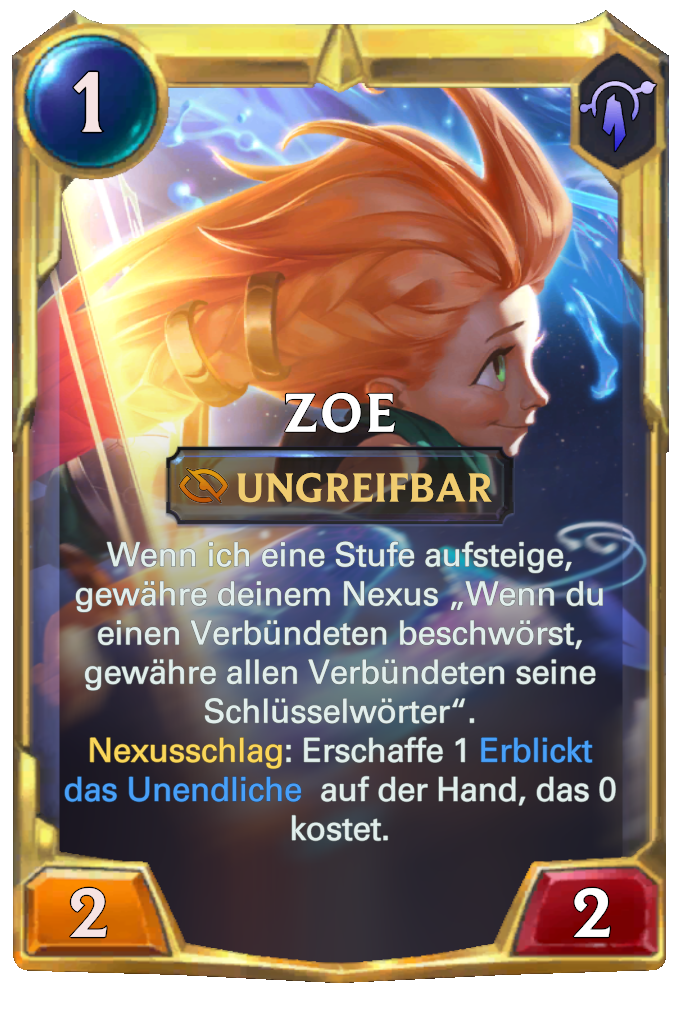 1
ZOE
UNGREIFBAR
Wenn ich eine Stufe aufsteige,
gewähre deinem Nexus „Wenn du
einen Verbündeten beschwörst,
gewähre allen Verbündeten seine
Schlüsselwörter“.
Nexusschlag: Erschaffe 1 Erblickt
das Unendliche auf der Hand, das 0
kostet.
2
2